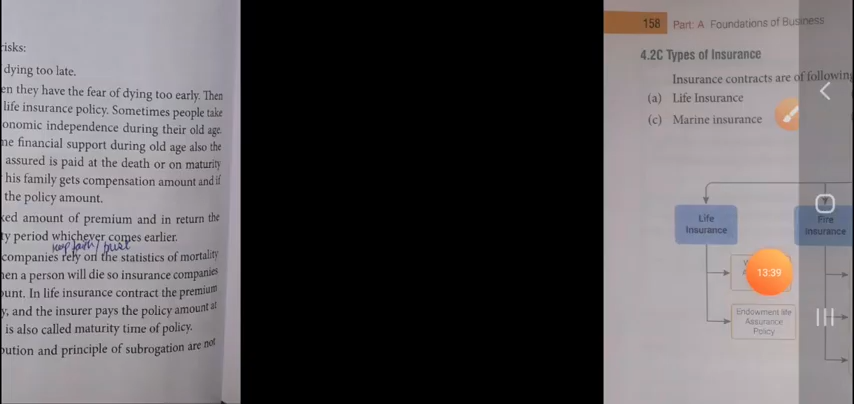 risks:
dying too late.
en they have the fear of dying too early. Then
life insurance policy. Sometimes people take
onomic independence during their old age.
ne financial support during old age also the
assured is paid at the death or on maturity
his family gets compensation amount and if
the policy amount.
xed amount of premium and in return the
ty period whichever comes earlier.
companies rely on the statistics of mortality
hen a person will die so insurance companies
ount. In life insurance contract the premium
y, and the insurer pays the policy amount at
is also called maturity time of policy.
bution and principle of subrogation are not
158 Part: A Foundations of Business
4.2C Types of Insurance
Insurance contracts are of following
(a) Life Insurance
(c) Marine insurance
Life Insurance
Fire Insurance
13:39
Endowment life
Assurance
Policy